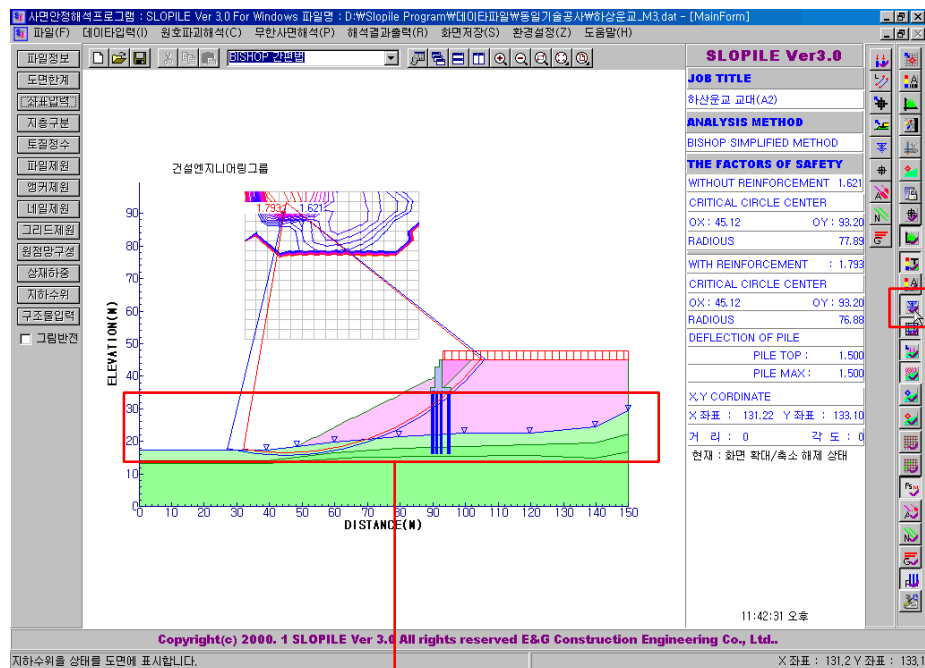 사면안정해석프로그램 : SLOPILE Ver 3,0 For Windows 파일명 : D:₩Slopile Program₩데이타파일₩동일기술공사₩하상운교_M3,dat - [MainForm]
파일(F) 데이타입력(I) 원호파괴해석(C) 무한사면해석(P) 해석결과출력(R) 화면저장(S) 환경설정(Z) 도움말(H)
BISHOP 간편법
파일정보
도면한계
좌표입력
지층구분
토질정수
파일제원
앵커제원
네일제원
그리드제원
원점망구성
상재하중
지하수위
구조물입력
그림반전
건설엔지니어링그룹
1.793 1.621
ELEVATION(M)
90
80
70
60
50
40
30
20
10
0 10 20 30 40 50 60 70 80 90 100 110 120 130 140 150
DISTANCE(M)
SLOPILE Ver3.0
JOB TITLE
하산운교 교대(A2)
ANALYSIS METHOD
BISHOP SIMPLIFIED METHOD
THE FACTORS OF SAFETY
WITHOUT REINFORCEMENT 1.621
CRITICAL CIRCLE CENTER
OX : 45.12 OY : 93.20
RADIOUS 77.89
WITH REINFORCEMENT : 1.793
CRITICAL CIRCLE CENTER
OX : 45.12 OY : 93.20
RADIOUS 76.88
DEFLECTION OF PILE
PILE TOP : 1.500
PILE MAX : 1.500
X,Y CORDINATE
X 좌표 : 131.22 Y 좌표 : 133.10
거 리 : 0 각 도 : 0
현재 : 화면 확대/축소 해제 상태
11:42:31 오후
Copyright(c) 2000. 1 SLOPILE Ver 3.0 All rights reserved E&G Construction Engineering Co., Ltd..
지하수위을 상태를 도면에 표시합니다.
X 좌표 : 131,2 Y 좌표 : 133,1